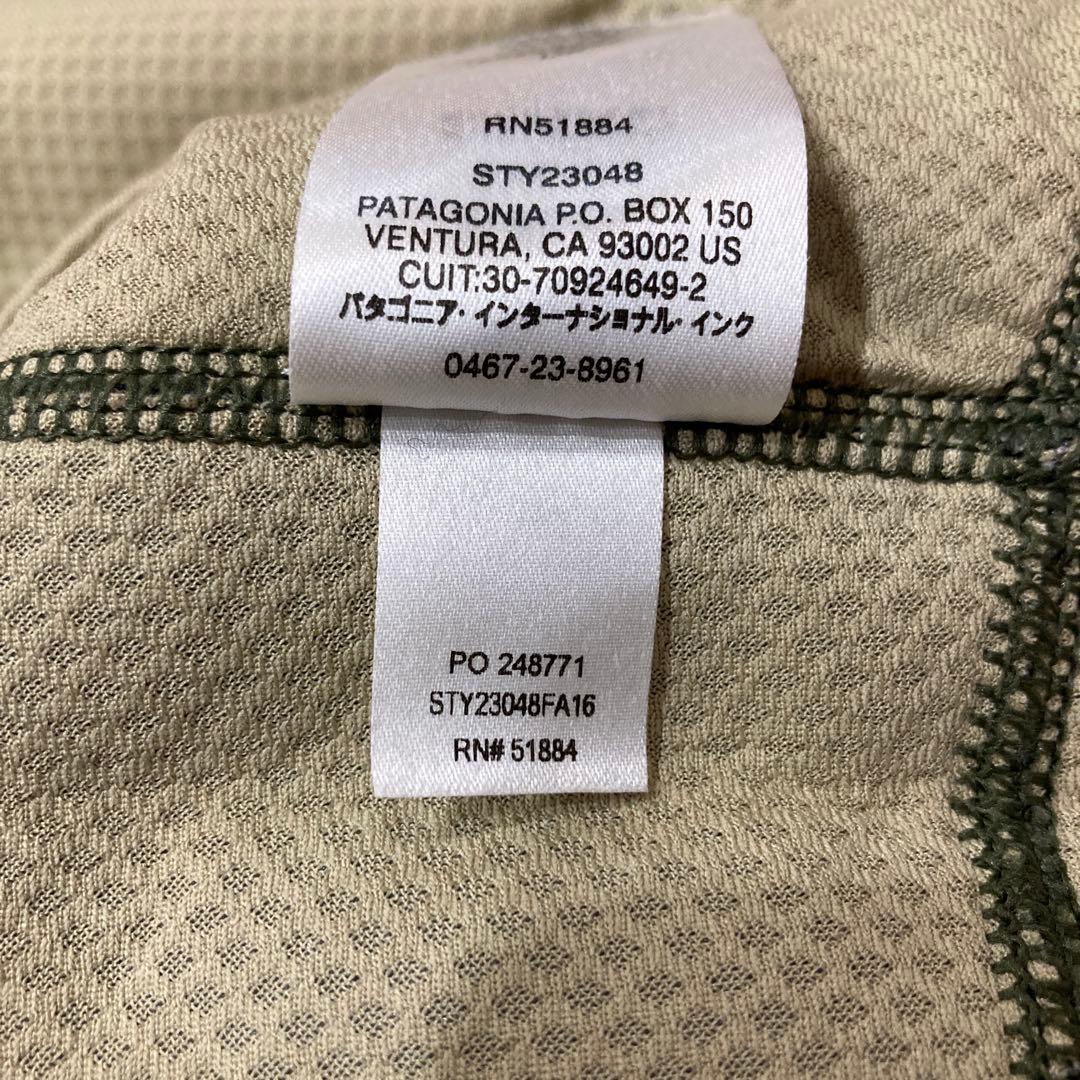 RN51884
STY23048
PATAGONIA P.O. BOX 150
VENTURA, CA 93002 US
CUIT:30-70924649-2
パタゴニア・インターナショナル・インク
0467-23-8961
PO 248771
STY23048FA16
RN# 51884